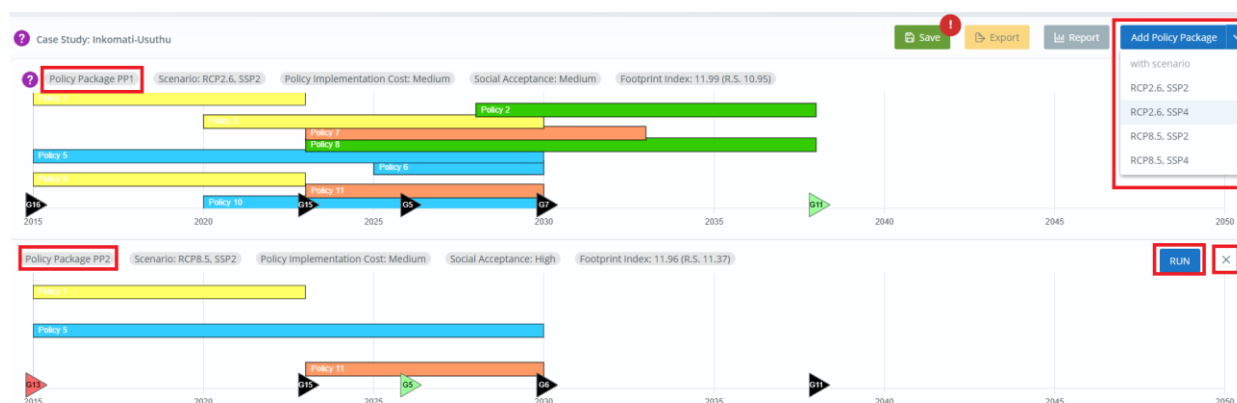 ? Case Study: Inkomati-Usuthu Save ! Export Report Add Policy Package
with scenario
RCP2.6, SSP2
RCP2.6, SSP4
RCP8.5, SSP2
RCP8.5, SSP4
? Policy Package PP1 Scenario: RCP2.6, SSP2 Policy Implementation Cost: Medium Social Acceptance: Medium Footprint Index: 11.99 (R.S. 10.95)
Policy 1
Policy 2
Policy 7
Policy 8
Policy 5
Policy 6
Policy 11
Policy 10
G16 G15 G5 G7 G11
2015 2020 2025 2030 2035 2040 2045 2050
Policy Package PP2 Scenario: RCP8.5, SSP2 Policy Implementation Cost: Medium Social Acceptance: High Footprint Index: 11.96 (R.S. 11.37) RUN ×
Policy 1
Policy 5
Policy 11
G13 G15 G5 G6 G11
2015 2020 2025 2030 2035 2040 2045 2050